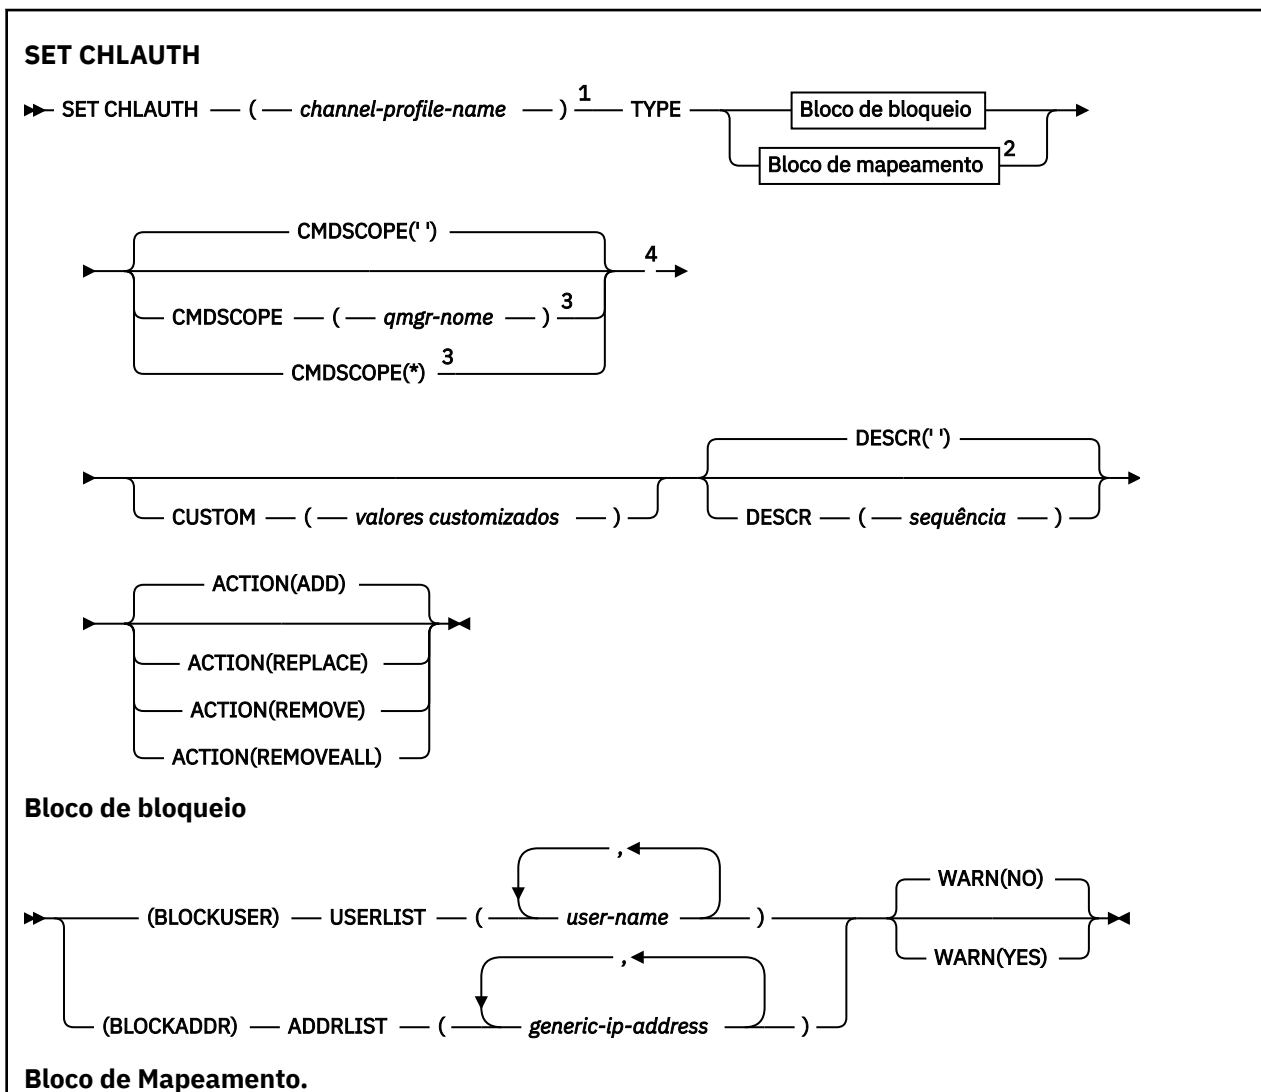 SET CHLAUTH
SET CHLAUTH ( channel-profile-name ) 1 TYPE Bloco de bloqueio
Bloco de mapeamento 2
CMDSCOPE(' ')
4
CMDSCOPE ( qmgr-nome ) 3
CMDSCOPE(*) 3
DESCR(' ')
CUSTOM ( valores customizados ) DESCR ( sequência )
ACTION(ADD)
ACTION(REPLACE)
ACTION(REMOVE)
ACTION(REMOVEALL)
Bloco de bloqueio
,
WARN(NO)
(BLOCKUSER) USERLIST ( user-name )
WARN(YES)
,
(BLOCKADDR) ADDRLIST ( generic-ip-address )
Bloco de Mapeamento.